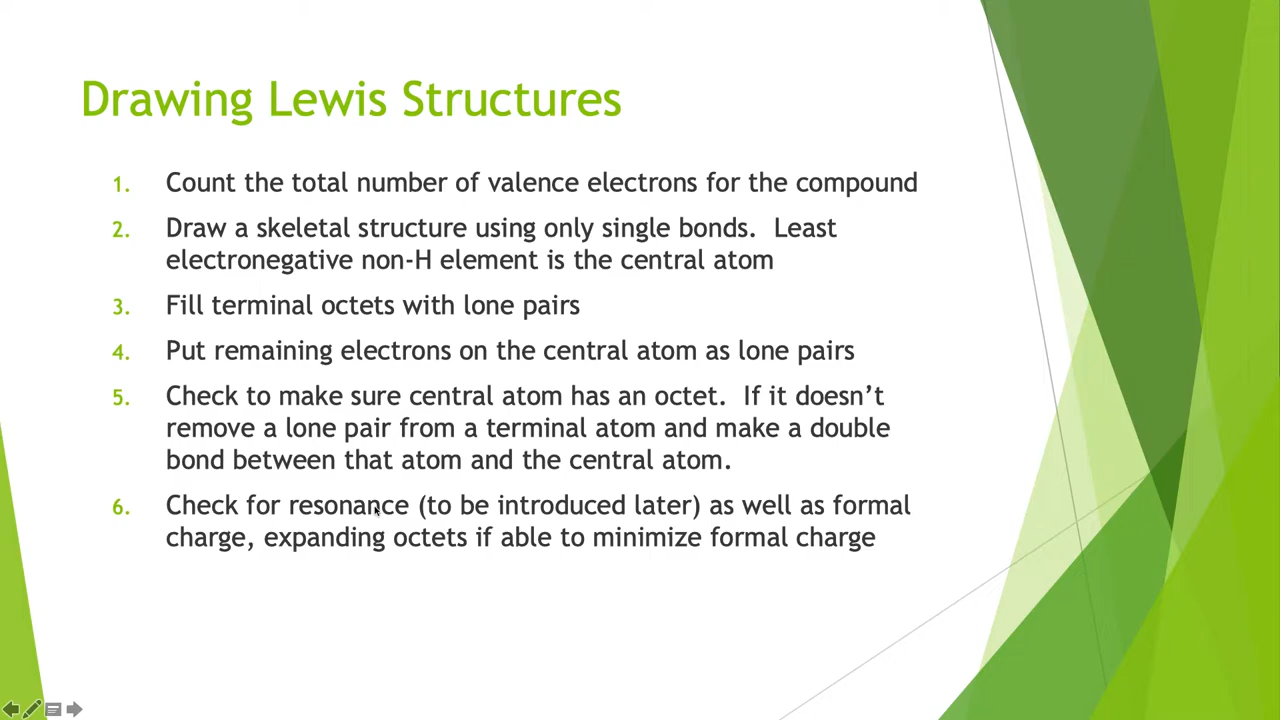 Drawing Lewis Structures
1. Count the total number of valence electrons for the compound
2. Draw a skeletal structure using only single bonds.  Least
electronegative non-H element is the central atom
3. Fill terminal octets with lone pairs
4. Put remaining electrons on the central atom as lone pairs
5. Check to make sure central atom has an octet.  If it doesn’t
remove a lone pair from a terminal atom and make a double
bond between that atom and the central atom.
6. Check for resonance (to be introduced later) as well as formal
charge, expanding octets if able to minimize formal charge